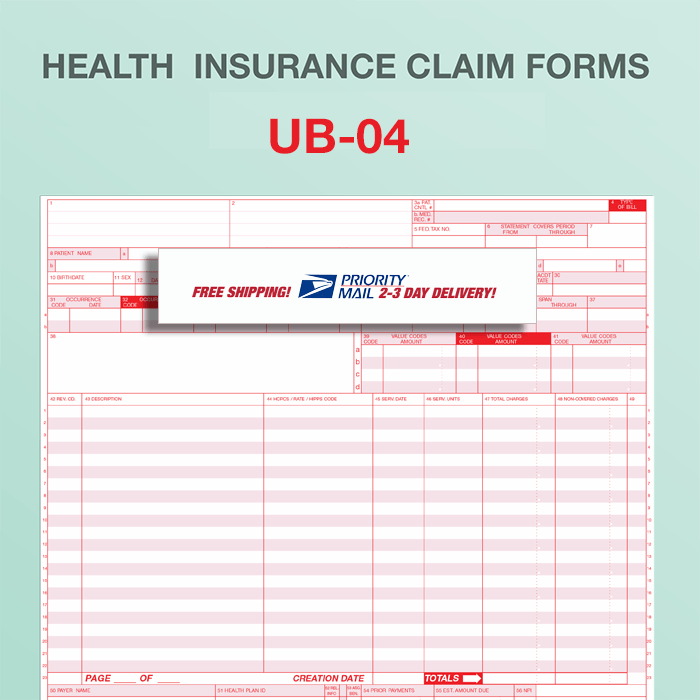 HEALTH INSURANCE CLAIM FORMS
UB-04
1
2
3a PAT. CNTL #
b. MED. REC. #
4 TYPE OF BILL
5 FED. TAX NO.
6 STATEMENT COVERS PERIOD
FROM THROUGH
7
8 PATIENT NAME a
b
d e
10 BIRTHDATE 11 SEX 12
STATE 30
FREE SHIPPING! PRIORITY MAIL 2-3 DAY DELIVERY!
31 OCCURRENCE
CODE DATE
32
CODE
SPAN
THROUGH
37
38
39 VALUE CODES
CODE AMOUNT
40 VALUE CODES
CODE AMOUNT
41 VALUE CODES
CODE AMOUNT
a
b
c
d
42 REV. CD. 43 DESCRIPTION 44 HCPCS / RATE / HIPPS CODE 45 SERV. DATE 46 SERV. UNITS 47 TOTAL CHARGES 48 NON-COVERED CHARGES 49
1
2
3
4
5
6
7
8
9
10
11
12
13
14
15
16
17
18
19
20
21
22
23
PAGE ____ OF ____ CREATION DATE TOTALS
50 PAYER NAME 51 HEALTH PLAN ID 52 REL. INFO 53 ASG. BEN. 54 PRIOR PAYMENTS 55 EST. AMOUNT DUE 56 NPI